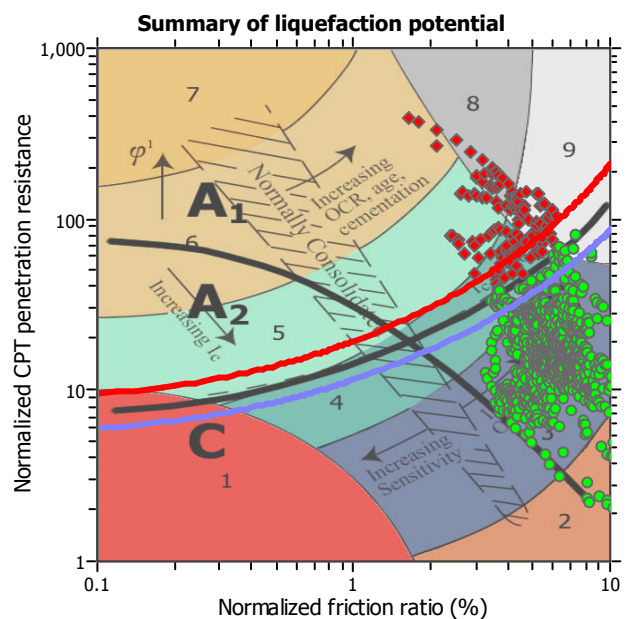 Summary of liquefaction potential
Normalized CPT penetration resistance
1,000
100
10
1
0.1
1
10
Normalized friction ratio (%)
7
8
9
φ¹
A1
Normally Consolidated
Increasing
OCR, age,
cementation
6
A2
Increasing Ic
5
4
C
Increasing
Sensitivity
3
1
2